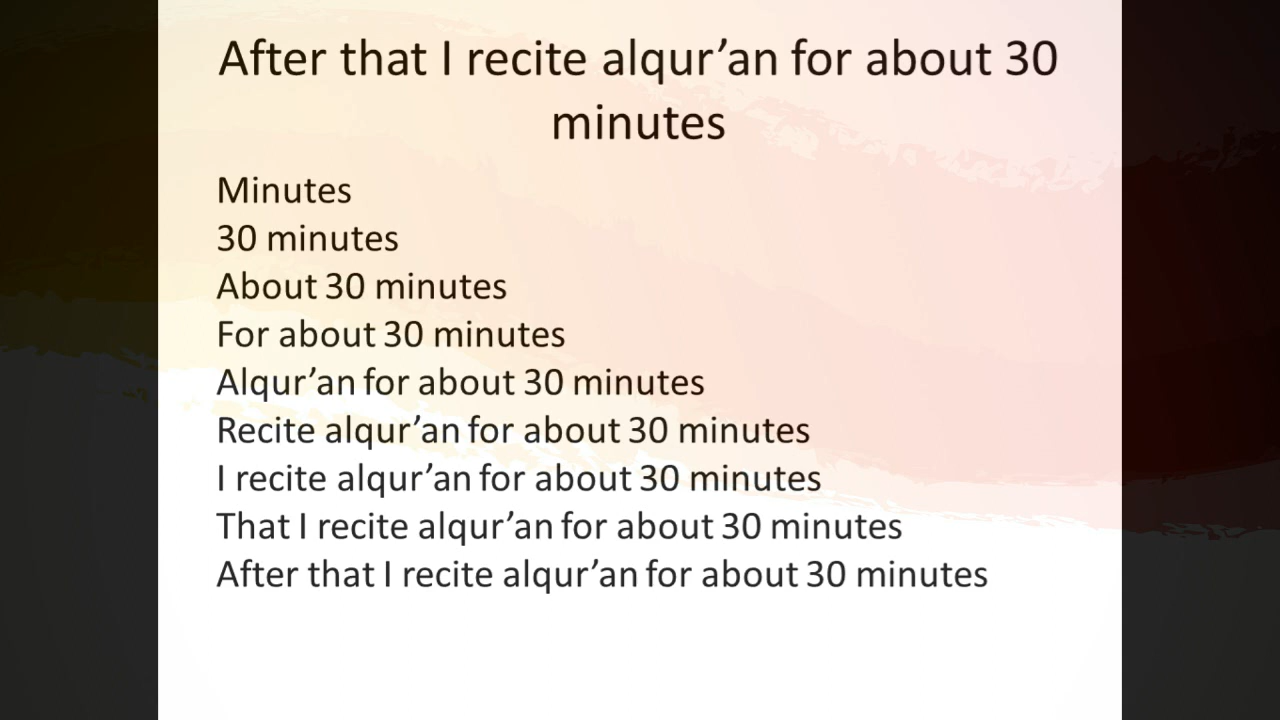 After that I recite alqur’an for about 30
minutes
Minutes
30 minutes
About 30 minutes
For about 30 minutes
Alqur’an for about 30 minutes
Recite alqur’an for about 30 minutes
I recite alqur’an for about 30 minutes
That I recite alqur’an for about 30 minutes
After that I recite alqur’an for about 30 minutes